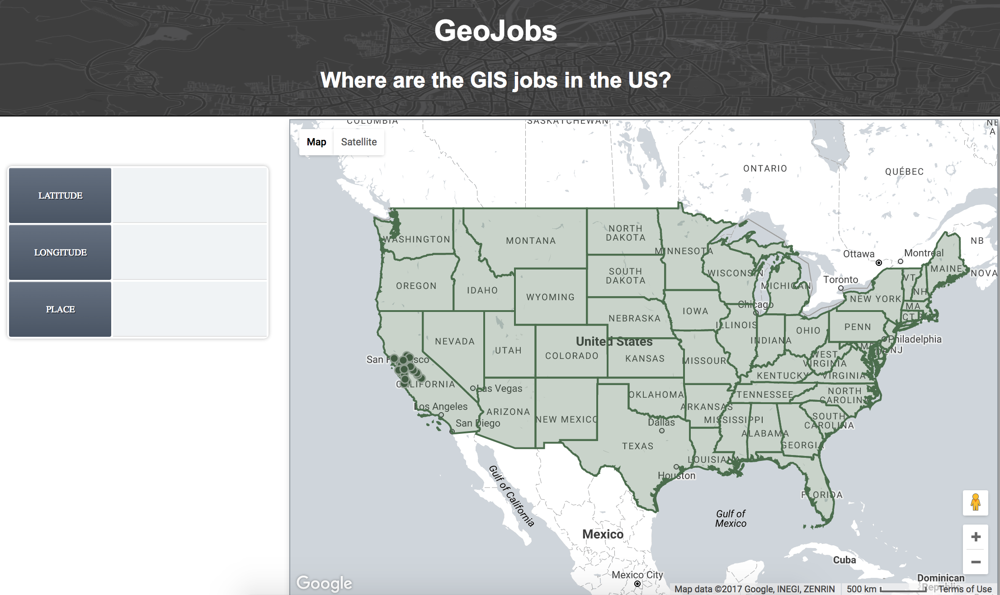 GeoJobs
Where are the GIS jobs in the US?
LATITUDE
LONGITUDE
PLACE
COLUMBIA
SASKATCHEWAN
Map
Satellite
ONTARIO
QUÉBEC
NB
Ottawa
Montreal
Toronto
NOVA
WASHINGTON
MONTANA
NORTH
DAKOTA
MINNESOTA
MAINE
OREGON
IDAHO
WYOMING
SOUTH
DAKOTA
WISCONSIN
MICHIGAN
VT
NH
NEW YORK
MA
CT
Chicago
IOWA
NEBRASKA
ILLINOIS
INDIANA
OHIO
PENN
Philadelphia
NJ
NEVADA
UTAH
United States
COLORADO
KANSAS
MISSOURI
WEST
VIRGINIA
KENTUCKY
VIRGINIA
CALIFORNIA
Las Vegas
Los Angeles
San Diego
ARIZONA
NEW MEXICO
OKLAHOMA
ARKANSAS
TENNESSEE
NORTH
CAROLINA
SOUTH
CAROLINA
MISSISSIPPI
ALABAMA
GEORGIA
Dallas
TEXAS
LOUISIANA
Houston
FLORIDA
Gulf of California
Gulf of
Mexico
Mexico
Mexico City
Cuba
Dominican
Republic
Google
Map data ©2017 Google, INEGI, ZENRIN
500 km
Terms of Use